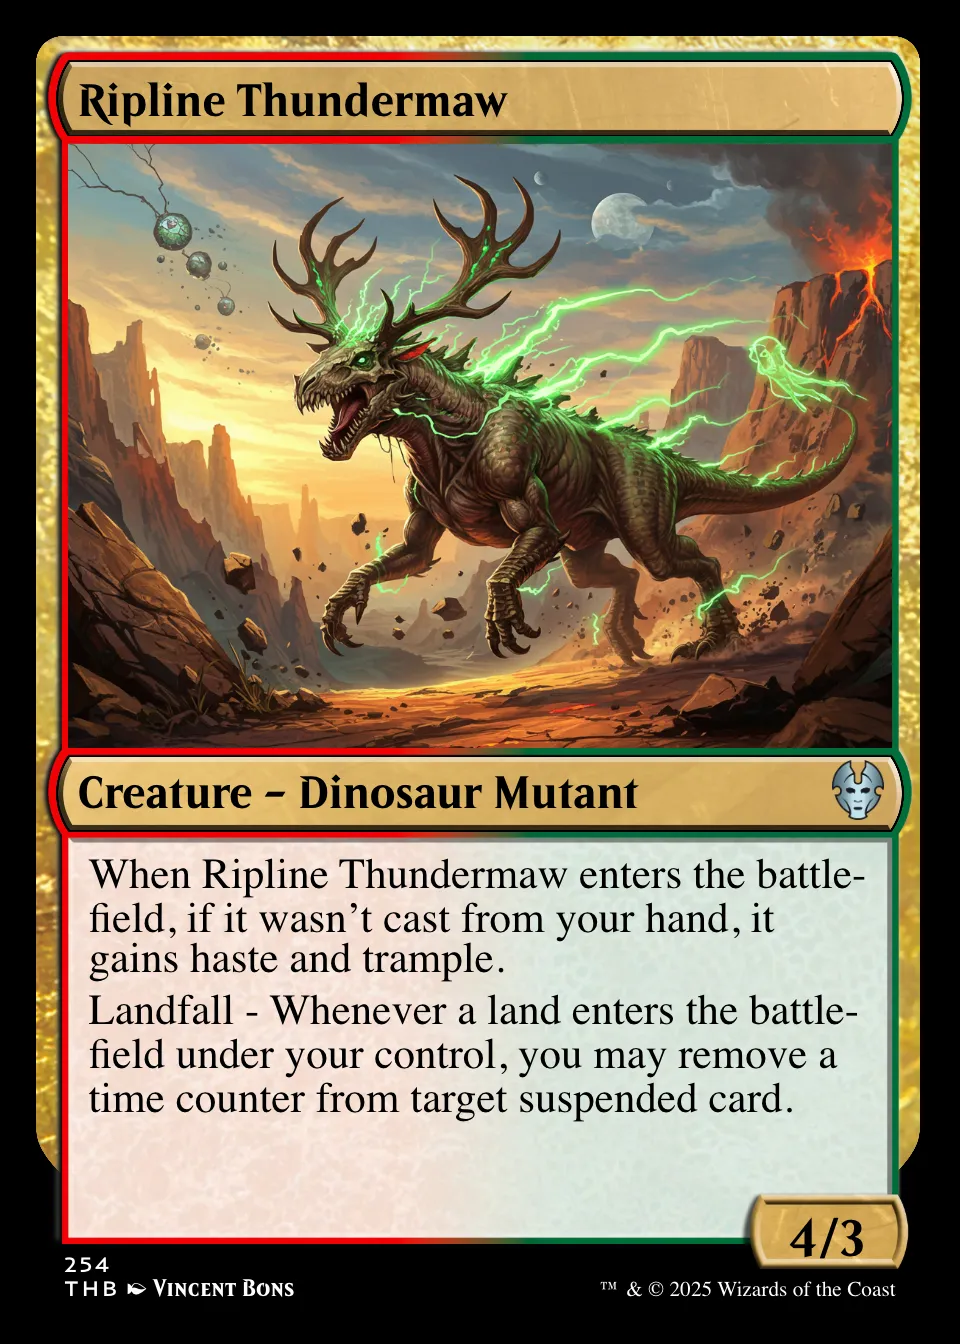 Ripline Thundermaw
Creature – Dinosaur Mutant
When Ripline Thundermaw enters the battle-
field, if it wasn’t cast from your hand, it
gains haste and trample.
Landfall - Whenever a land enters the battle-
field under your control, you may remove a
time counter from target suspended card.
4/3
254
THB Vincent Bons
™ & © 2025 Wizards of the Coast